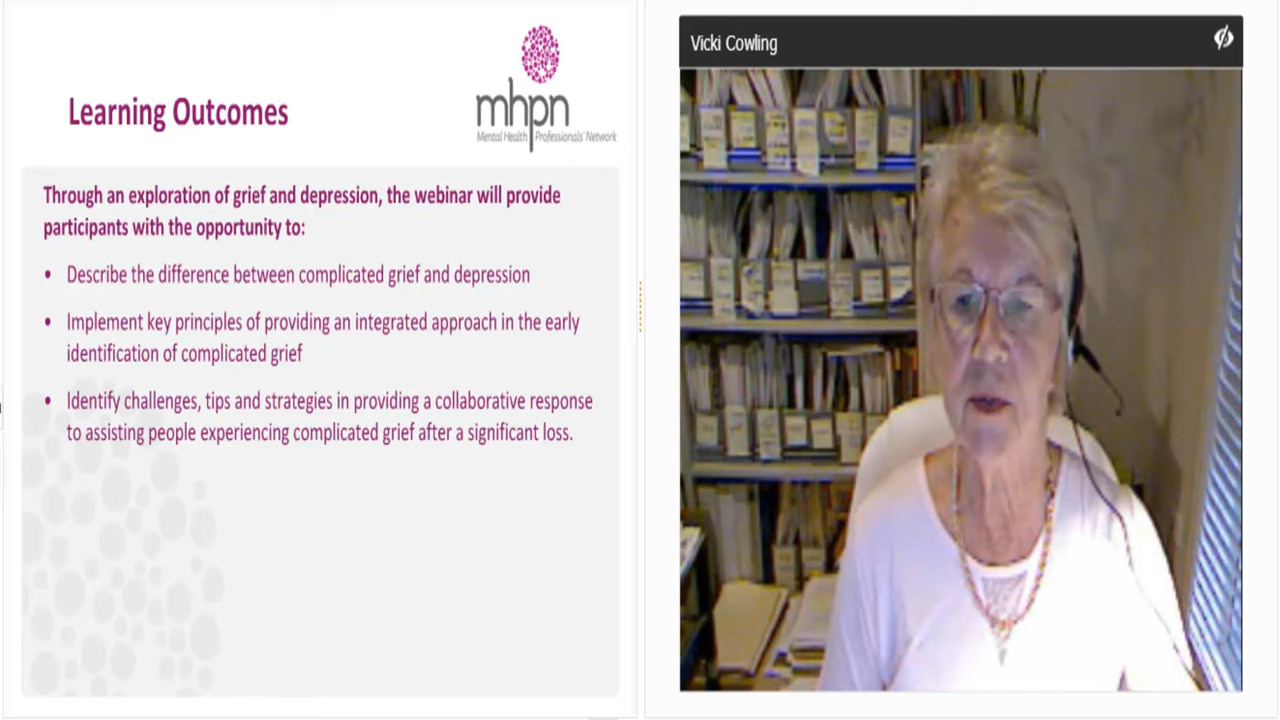 Learning Outcomes
mhpn
Mental Health Professionals' Network
Through an exploration of grief and depression, the webinar will provide
participants with the opportunity to:
• Describe the difference between complicated grief and depression
• Implement key principles of providing an integrated approach in the early
identification of complicated grief
• Identify challenges, tips and strategies in providing a collaborative response
to assisting people experiencing complicated grief after a significant loss.
Vicki Cowling